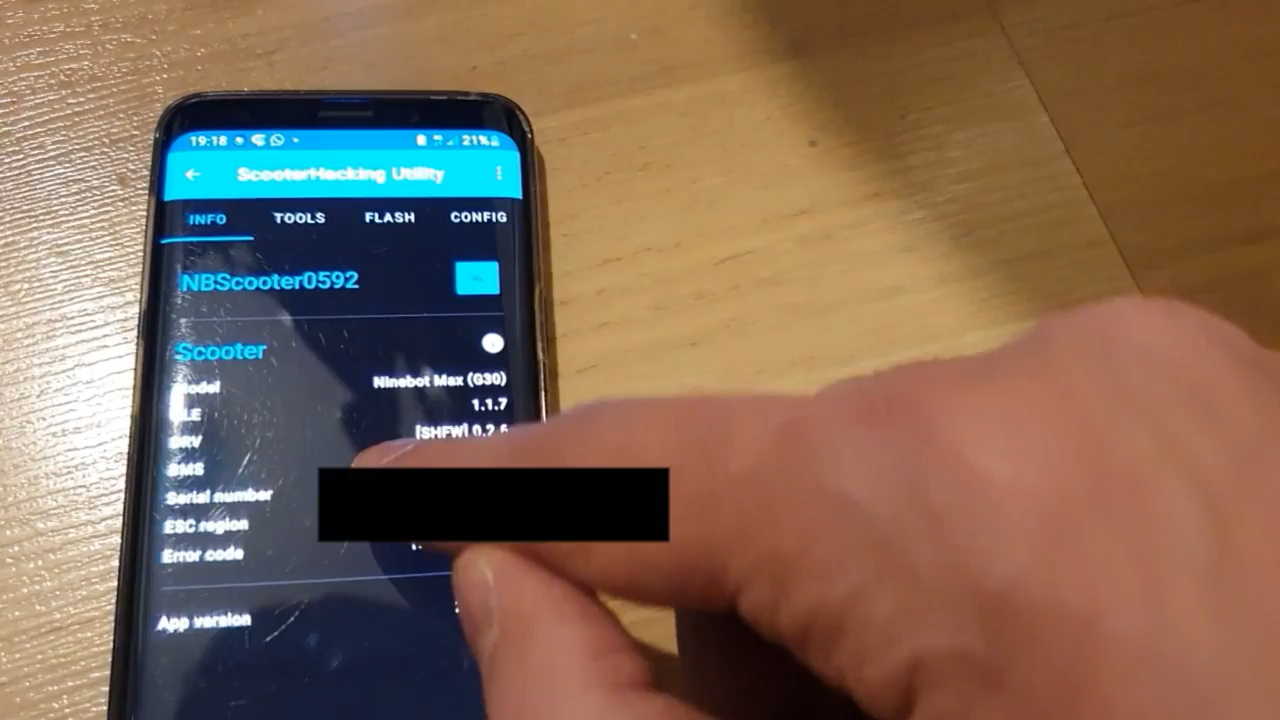 19:18 21%
ScooterHacking Utility
INFO TOOLS FLASH CONFIG
NBScooter0592
Scooter
Model Ninebot Max (G30)
BLE 1.1.7
DRV [SHFW] 0.2.6
BMS
Serial number
ESC region
Error code
App version